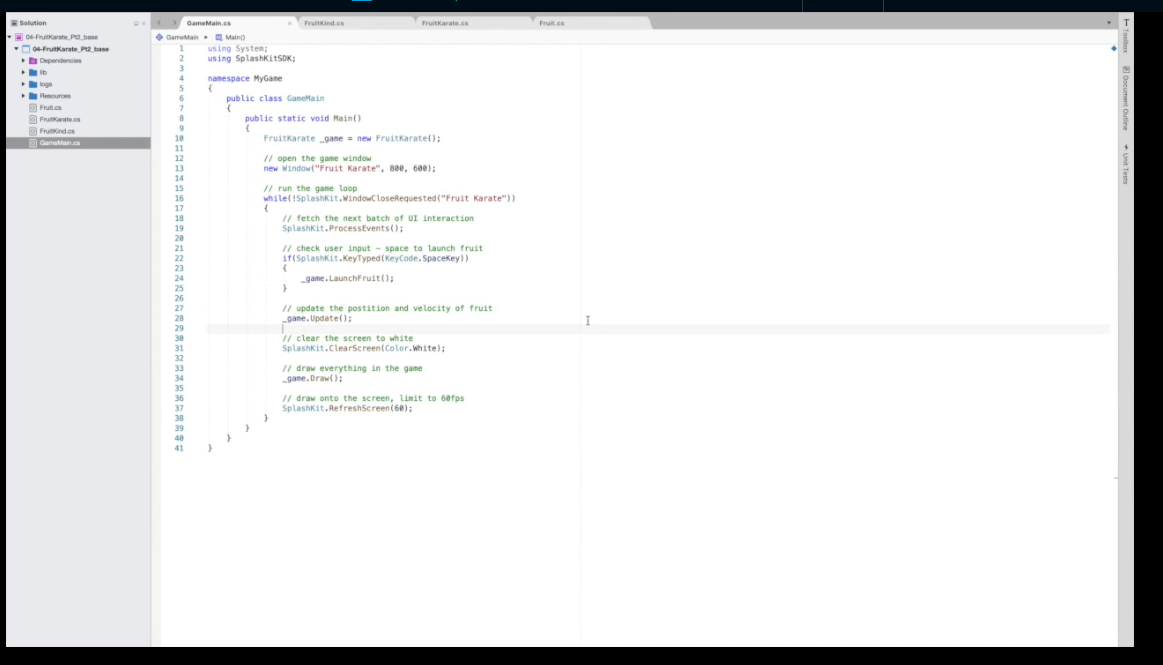 Solution
GameMain.cs
FruitKind.cs
FruitKarate.cs
Fruit.cs
04-FruitKarate_Pt2_base
04-FruitKarate_Pt2_base
Dependencies
lib
logs
Resources
Fruit.cs
FruitKarate.cs
FruitKind.cs
GameMain.cs
GameMain
Main()
1 using System;
2 using SplashKitSDK;
3
4 namespace MyGame
5 {
6 public class GameMain
7 {
8 public static void Main()
9 {
10 FruitKarate _game = new FruitKarate();
11
12 // open the game window
13 new Window("Fruit Karate", 800, 600);
14
15 // run the game loop
16 while(!SplashKit.WindowCloseRequested("Fruit Karate"))
17 {
18 // fetch the next batch of UI interaction
19 SplashKit.ProcessEvents();
20
21 // check user input - space to launch fruit
22 if(SplashKit.KeyTyped(KeyCode.SpaceKey))
23 {
24 _game.LaunchFruit();
25 }
26
27 // update the postition and velocity of fruit
28 _game.Update();
29
30 // clear the screen to white
31 SplashKit.ClearScreen(Color.White);
32
33 // draw everything in the game
34 _game.Draw();
35
36 // draw onto the screen, limit to 60fps
37 SplashKit.RefreshScreen(60);
38 }
39 }
40 }
41 }
T Toolbox
Document Outline
Unit Tests